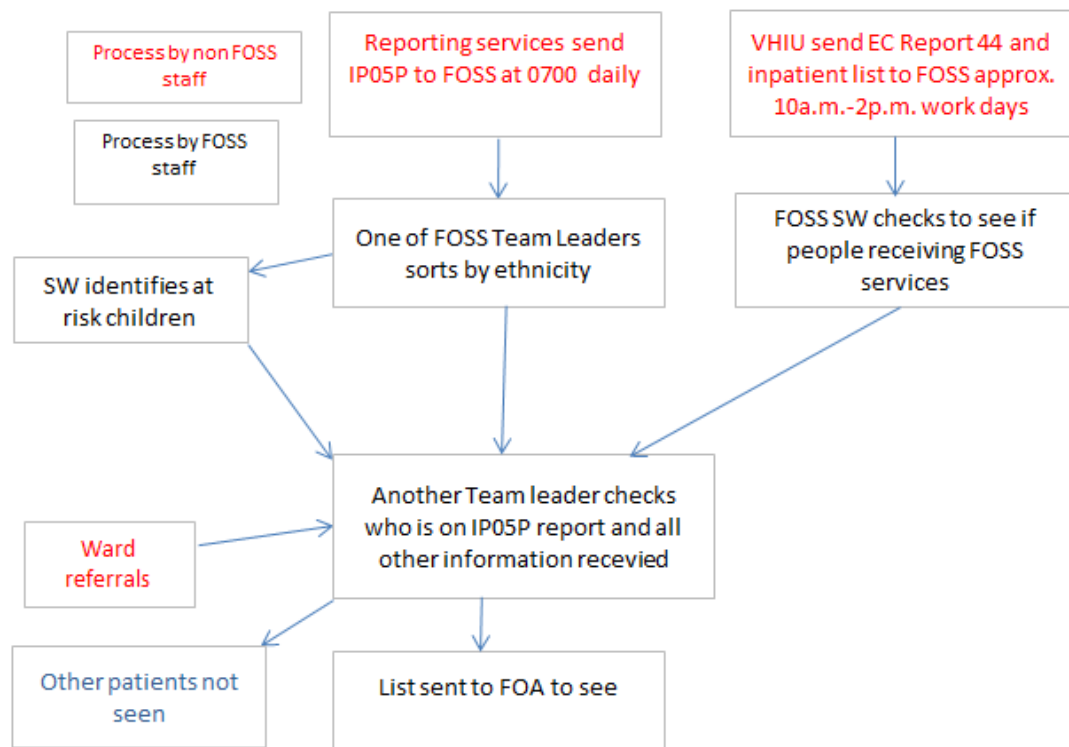 Process by non FOSS
staff
Process by FOSS
staff
Reporting services send
IP05P to FOSS at 0700 daily
VHIU send EC Report 44 and
inpatient list to FOSS approx.
10a.m.-2p.m. work days
One of FOSS Team Leaders
sorts by ethnicity
FOSS SW checks to see if
people receiving FOSS
services
SW identifies at
risk children
Another Team leader checks
who is on IP05P report and all
other information recevied
Ward
referrals
Other patients not
seen
List sent to FOA to see